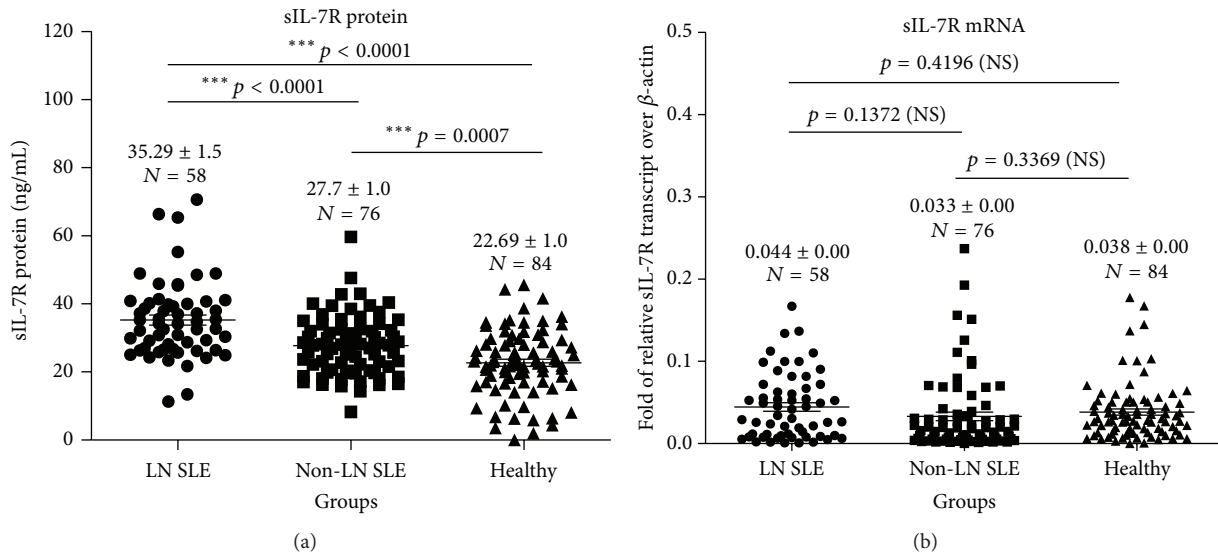 sIL-7R protein
120
100
80
60
40
20
0
sIL-7R protein (ng/mL)
*** p < 0.0001
*** p < 0.0001
*** p = 0.0007
35.29 ± 1.5
N = 58
27.7 ± 1.0
N = 76
22.69 ± 1.0
N = 84
LN SLE
Non-LN SLE
Healthy
Groups
(a)
sIL-7R mRNA
0.5
0.4
0.3
0.2
0.1
0.0
Fold of relative sIL-7R transcript over β-actin
p = 0.4196 (NS)
p = 0.1372 (NS)
p = 0.3369 (NS)
0.044 ± 0.00
N = 58
0.033 ± 0.00
N = 76
0.038 ± 0.00
N = 84
LN SLE
Non-LN SLE
Healthy
Groups
(b)